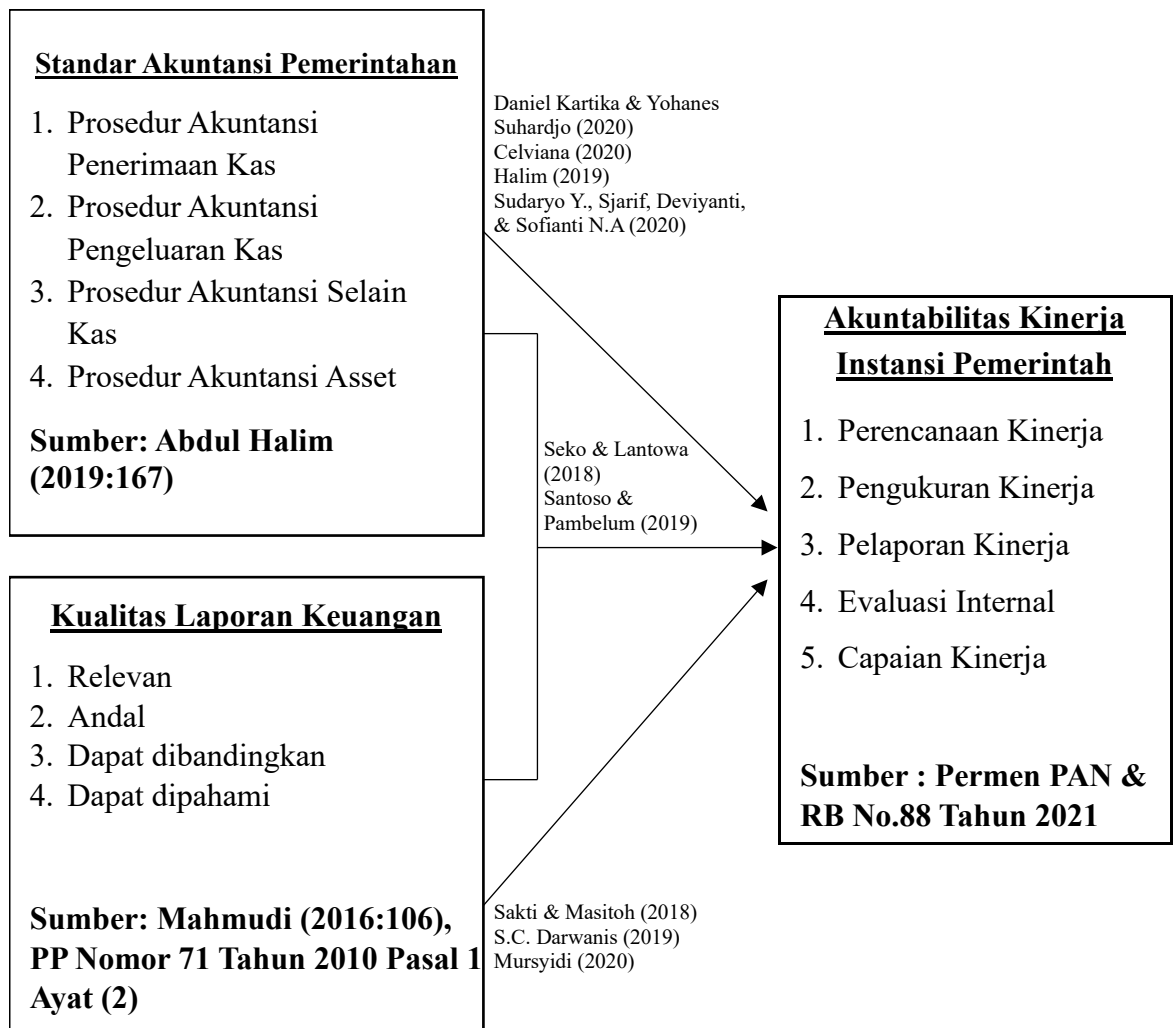 Standar Akuntansi Pemerintahan
1. Prosedur Akuntansi
Penerimaan Kas
2. Prosedur Akuntansi
Pengeluaran Kas
3. Prosedur Akuntansi Selain
Kas
4. Prosedur Akuntansi Asset
Sumber: Abdul Halim
(2019:167)
Daniel Kartika & Yohanes
Suhardjo (2020)
Celviana (2020)
Halim (2019)
Sudaryo Y., Sjarif, Deviyanti,
& Sofianti N.A (2020)
Seko & Lantowa
(2018)
Santoso &
Pambelum (2019)
Kualitas Laporan Keuangan
1. Relevan
2. Andal
3. Dapat dibandingkan
4. Dapat dipahami
Sumber: Mahmudi (2016:106),
PP Nomor 71 Tahun 2010 Pasal 1
Ayat (2)
Sakti & Masitoh (2018)
S.C. Darwanis (2019)
Mursyidi (2020)
Akuntabilitas Kinerja
Instansi Pemerintah
1. Perencanaan Kinerja
2. Pengukuran Kinerja
3. Pelaporan Kinerja
4. Evaluasi Internal
5. Capaian Kinerja
Sumber : Permen PAN &
RB No.88 Tahun 2021